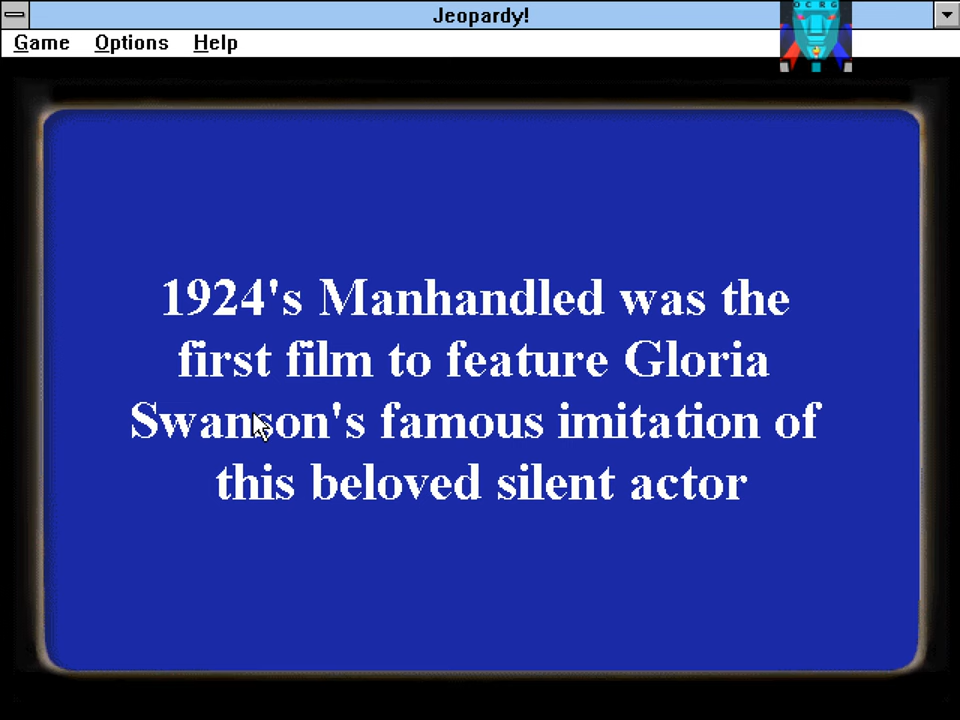 Jeopardy!
Game Options Help
O C R G
1924's Manhandled was the
first film to feature Gloria
Swanson's famous imitation of
this beloved silent actor